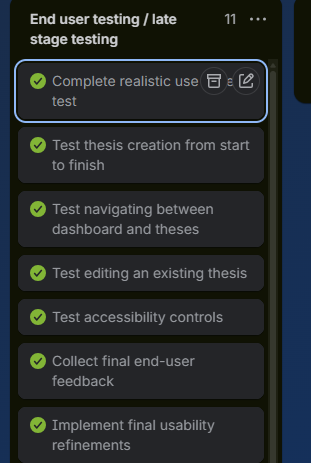 End user testing / late
stage testing
11
Complete realistic use
test
Test thesis creation from start
to finish
Test navigating between
dashboard and theses
Test editing an existing thesis
Test accessibility controls
Collect final end-user
feedback
Implement final usability
refinements